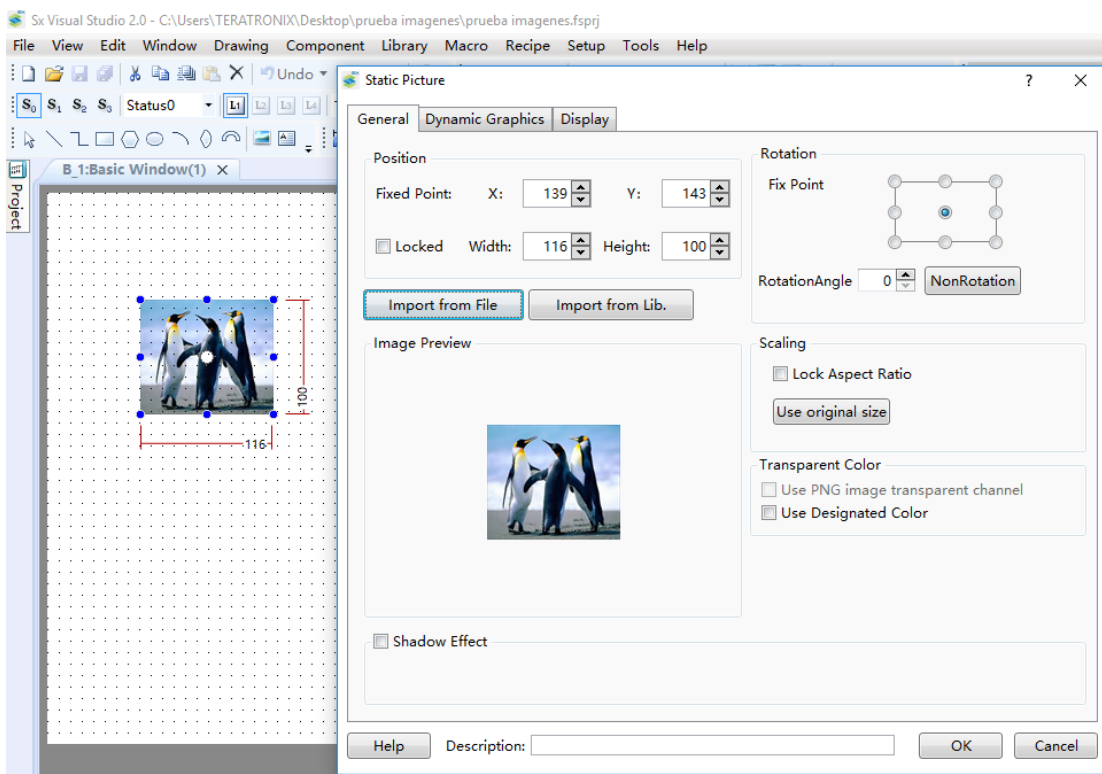 Sx Visual Studio 2.0 - C:\Users\TERATRONIX\Desktop\prueba imagenes\prueba imagenes.fsprj
File View Edit Window Drawing Component Library Macro Recipe Setup Tools Help
Undo
S0 S1 S2 S3 Status0 L1 L2 L3 L4
B_1:Basic Window(1)
Project
100
116
Static Picture
General Dynamic Graphics Display
Position
Fixed Point: X: 139 Y: 143
Locked Width: 116 Height: 100
Import from File Import from Lib.
Image Preview
Rotation
Fix Point
RotationAngle 0 NonRotation
Scaling
Lock Aspect Ratio
Use original size
Transparent Color
Use PNG image transparent channel
Use Designated Color
Shadow Effect
Help Description: OK Cancel